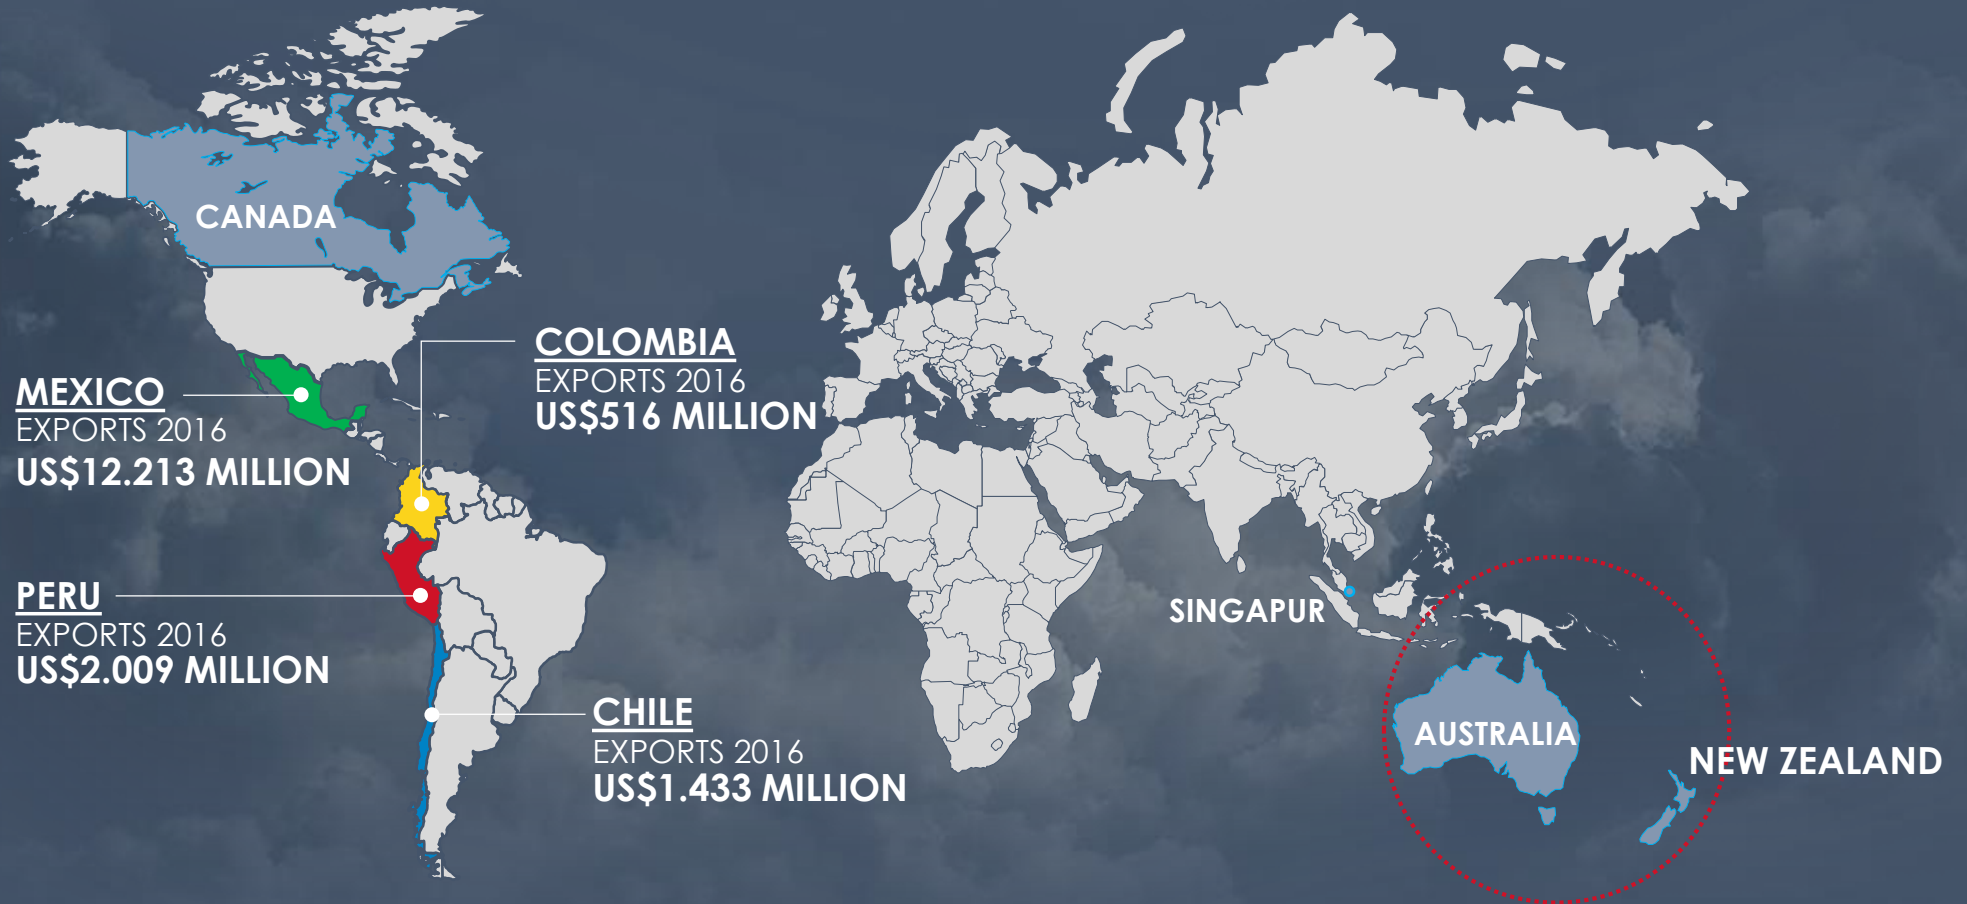 CANADA
COLOMBIA
EXPORTS 2016
US$516 MILLION
MEXICO
EXPORTS 2016
US$12.213 MILLION
PERU
EXPORTS 2016
US$2.009 MILLION
SINGAPUR
CHILE
EXPORTS 2016
US$1.433 MILLION
AUSTRALIA
NEW ZEALAND